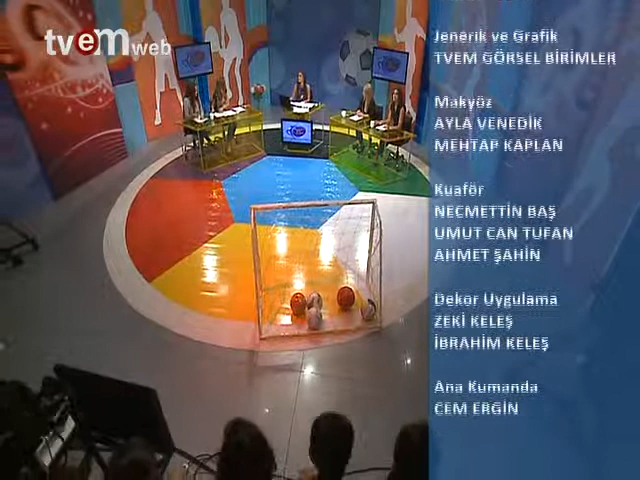 tvem web
Jenerik ve Grafik
TVEM GÖRSEL BİRİMLER
Makyöz
AYLA VENEDİK
MEHTAP KAPLAN
Kuaför
NECMETTİN BAŞ
UMUT CAN TUFAN
AHMET ŞAHİN
Dekor Uygulama
ZEKİ KELEŞ
İBRAHİM KELEŞ
Ana Kumanda
CEM ERGİN